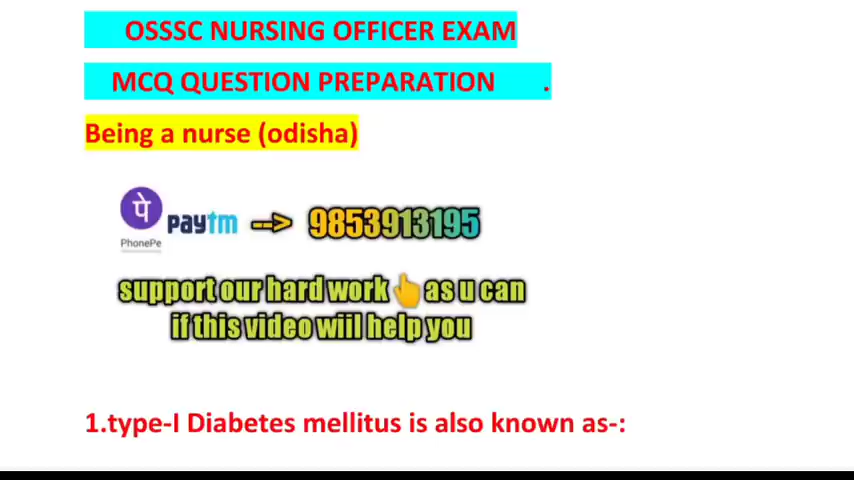 OSSSC NURSING OFFICER EXAM
MCQ QUESTION PREPARATION .
Being a nurse (odisha)
पे paytm --> 9853913195
PhonePe
support our hard work 👆 as u can
if this video wiil help you
1.type-I Diabetes mellitus is also known as-: